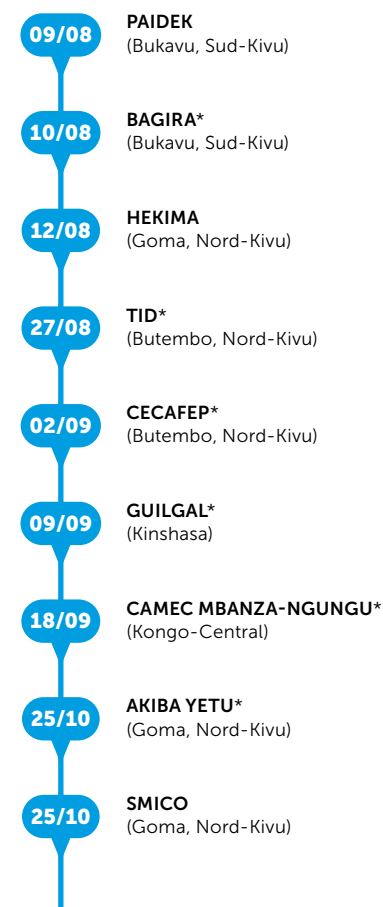 09/08
PAIDEK
(Bukavu, Sud-Kivu)
10/08
BAGIRA*
(Bukavu, Sud-Kivu)
12/08
HEKIMA
(Goma, Nord-Kivu)
27/08
TID*
(Butembo, Nord-Kivu)
02/09
CECAFEP*
(Butembo, Nord-Kivu)
09/09
GUILGAL*
(Kinshasa)
18/09
CAMEC MBANZA-NGUNGU*
(Kongo-Central)
25/10
AKIBA YETU*
(Goma, Nord-Kivu)
25/10
SMICO
(Goma, Nord-Kivu)